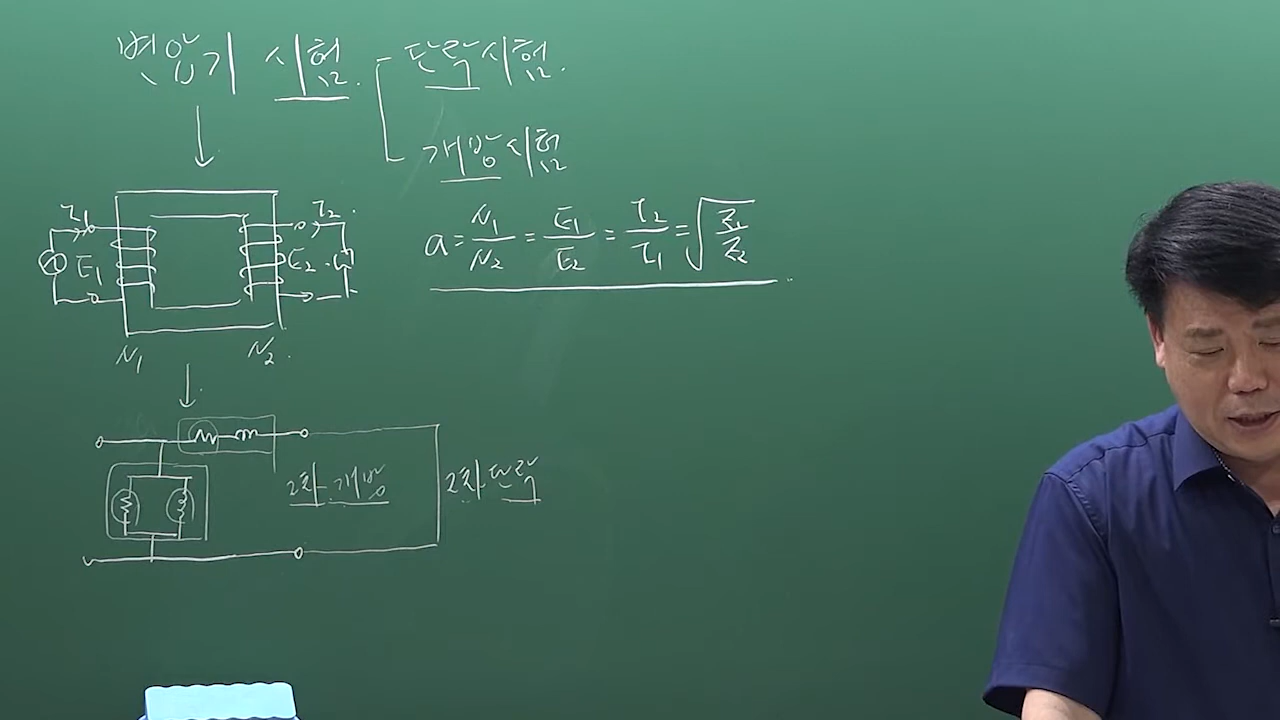 변압기 시험. 단락시험.
개방시험
I1 I2.
E1 E2
a = N1/N2 = E1/E2 = I2/I1 = √(Z1/Z2)
N1 N2.
2차 개방 2차 단락